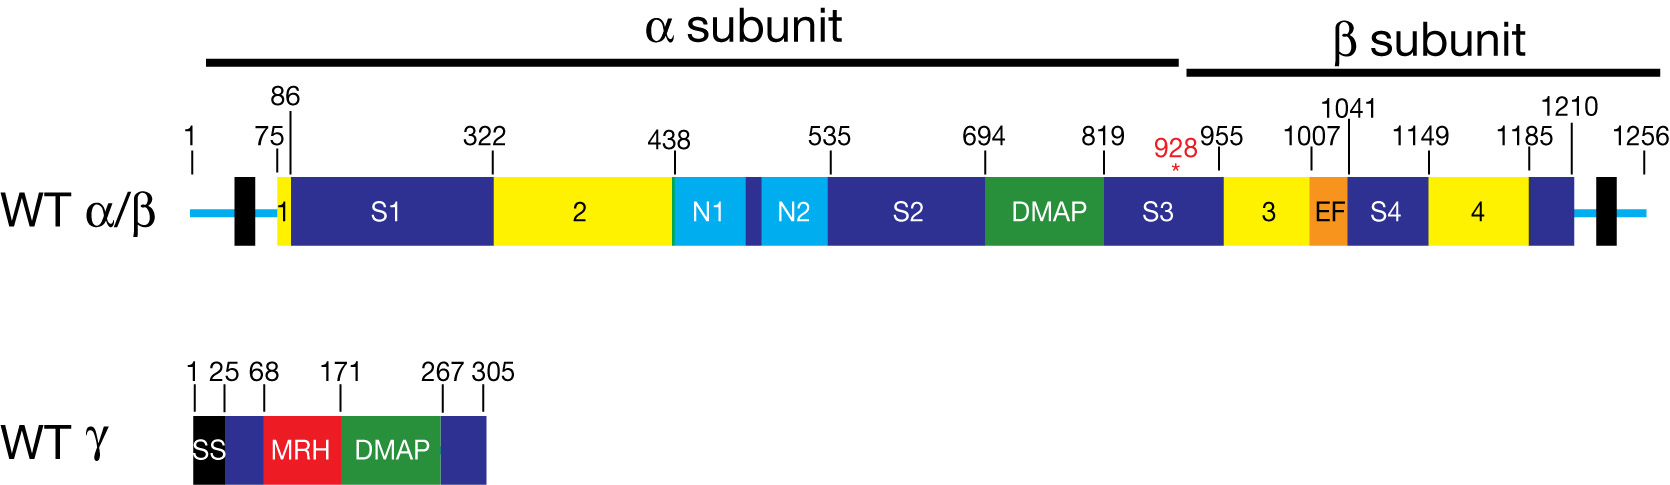 α subunit
β subunit
86 1041 1210
1 75 322 438 535 694 819 928 955 1007 1149 1185 1256
*
WT α/β 1 S1 2 N1 N2 S2 DMAP S3 3 EF S4 4
1 25 68 171 267 305
WT γ SS MRH DMAP